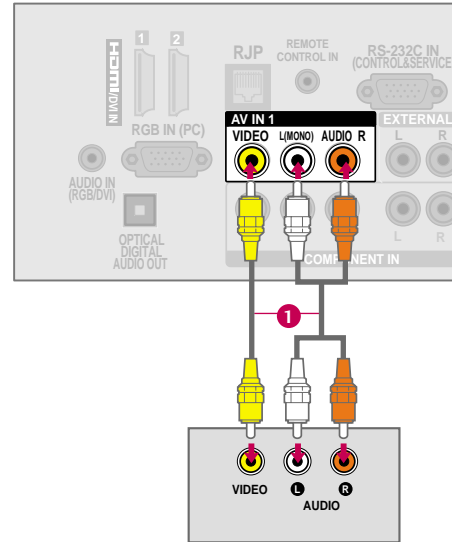 HDMI/DVI IN
1 2
RJP
REMOTE
CONTROL IN
RS-232C IN
(CONTROL&SERVICE
AV IN 1
EXTERNAL
VIDEO L(MONO) AUDIO R
L R
RGB IN (PC)
AUDIO IN
(RGB/DVI)
OPTICAL
DIGITAL
AUDIO OUT
L R
COMPONENT IN
1
VIDEO L R
AUDIO